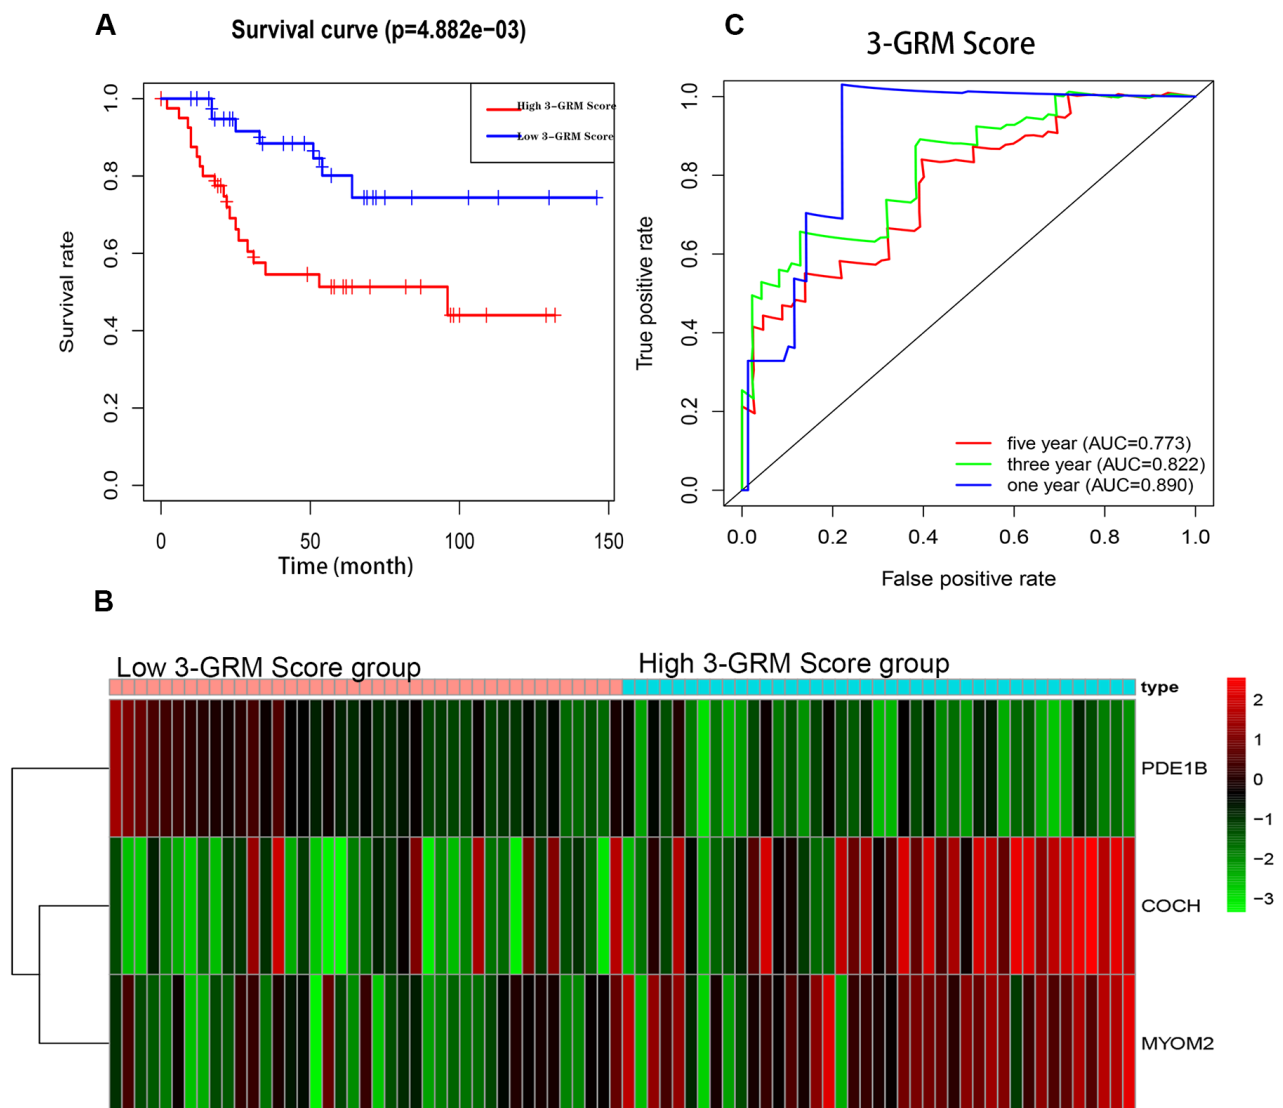 A
Survival curve (p=4.882e−03)
Survival rate
0.0 0.2 0.4 0.6 0.8 1.0
High 3-GRM Score
Low 3-GRM Score
0 50 100 150
Time (month)
C
3-GRM Score
True positive rate
0.0 0.2 0.4 0.6 0.8 1.0
five year (AUC=0.773)
three year (AUC=0.822)
one year (AUC=0.890)
0.0 0.2 0.4 0.6 0.8 1.0
False positive rate
B
Low 3-GRM Score group
High 3-GRM Score group
type
PDE1B
COCH
MYOM2
2
1
0
−1
−2
−3